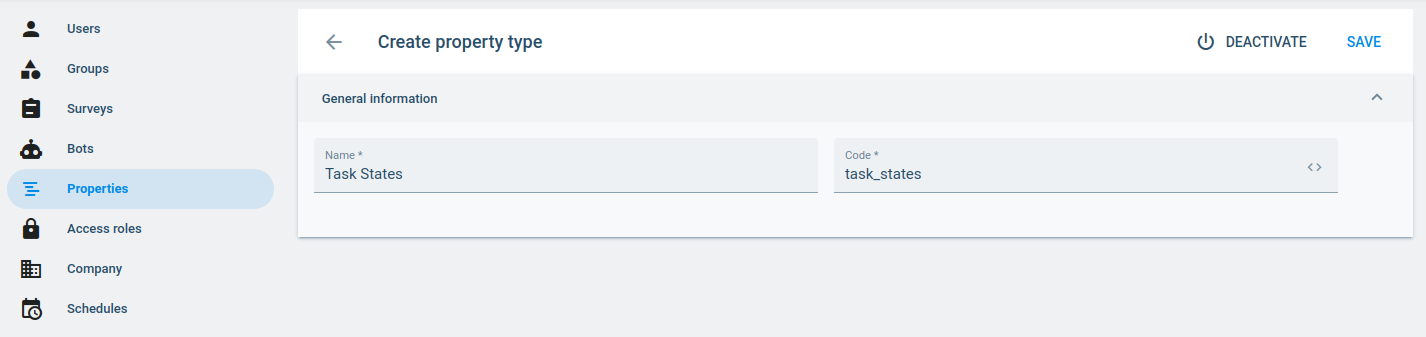 Users
Groups
Surveys
Bots
Properties
Access roles
Company
Schedules
Create property type
DEACTIVATE
SAVE
General information
Name *
Task States
Code *
task_states